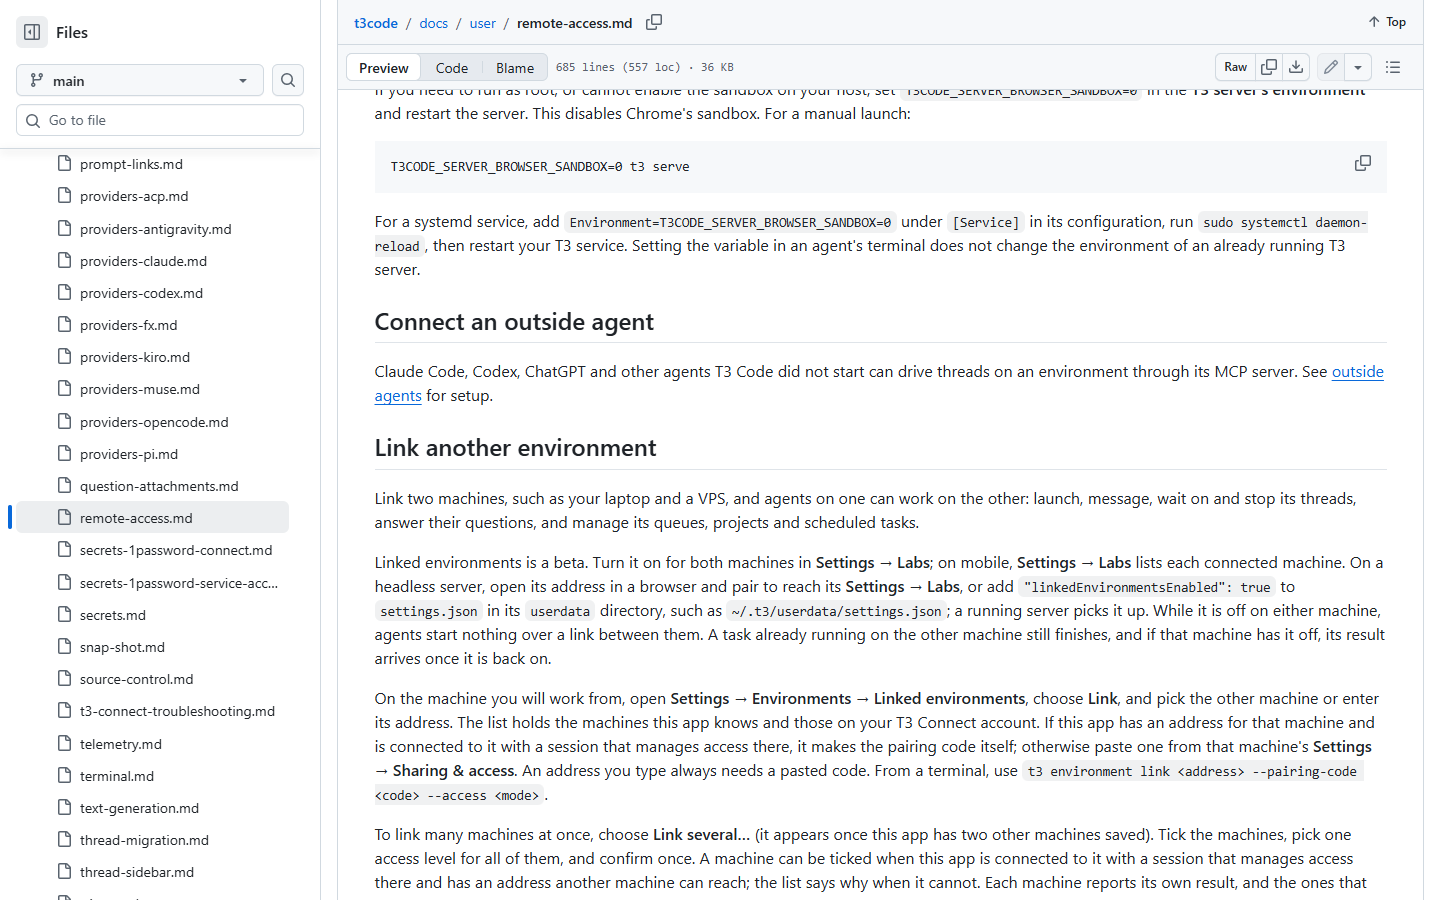 Files
main
Go to file
prompt-links.md
providers-acp.md
providers-antigravity.md
providers-claude.md
providers-codex.md
providers-fx.md
providers-kiro.md
providers-muse.md
providers-opencode.md
providers-pi.md
question-attachments.md
remote-access.md
secrets-1password-connect.md
secrets-1password-service-acc...
secrets.md
snap-shot.md
source-control.md
t3-connect-troubleshooting.md
telemetry.md
terminal.md
text-generation.md
thread-migration.md
thread-sidebar.md
t3code / docs / user / remote-access.md
Top
Preview Code Blame 685 lines (557 loc) · 36 KB
Raw
If you need to run as root, or cannot enable the sandbox on your host, set T3CODE_SERVER_BROWSER_SANDBOX=0 in the T3 server's environment
and restart the server. This disables Chrome's sandbox. For a manual launch:
T3CODE_SERVER_BROWSER_SANDBOX=0 t3 serve
For a systemd service, add Environment=T3CODE_SERVER_BROWSER_SANDBOX=0 under [Service] in its configuration, run sudo systemctl daemon-
reload, then restart your T3 service. Setting the variable in an agent's terminal does not change the environment of an already running T3
server.
Connect an outside agent
Claude Code, Codex, ChatGPT and other agents T3 Code did not start can drive threads on an environment through its MCP server. See outside
agents for setup.
Link another environment
Link two machines, such as your laptop and a VPS, and agents on one can work on the other: launch, message, wait on and stop its threads,
answer their questions, and manage its queues, projects and scheduled tasks.
Linked environments is a beta. Turn it on for both machines in Settings → Labs; on mobile, Settings → Labs lists each connected machine. On a
headless server, open its address in a browser and pair to reach its Settings → Labs, or add "linkedEnvironmentsEnabled": true to
settings.json in its userdata directory, such as ~/.t3/userdata/settings.json; a running server picks it up. While it is off on either machine,
agents start nothing over a link between them. A task already running on the other machine still finishes, and if that machine has it off, its result
arrives once it is back on.
On the machine you will work from, open Settings → Environments → Linked environments, choose Link, and pick the other machine or enter
its address. The list holds the machines this app knows and those on your T3 Connect account. If this app has an address for that machine and
is connected to it with a session that manages access there, it makes the pairing code itself; otherwise paste one from that machine's Settings
→ Sharing & access. An address you type always needs a pasted code. From a terminal, use t3 environment link <address> --pairing-code
<code> --access <mode>.
To link many machines at once, choose Link several... (it appears once this app has two other machines saved). Tick the machines, pick one
access level for all of them, and confirm once. A machine can be ticked when this app is connected to it with a session that manages access
there and has an address another machine can reach; the list says why when it cannot. Each machine reports its own result, and the ones that